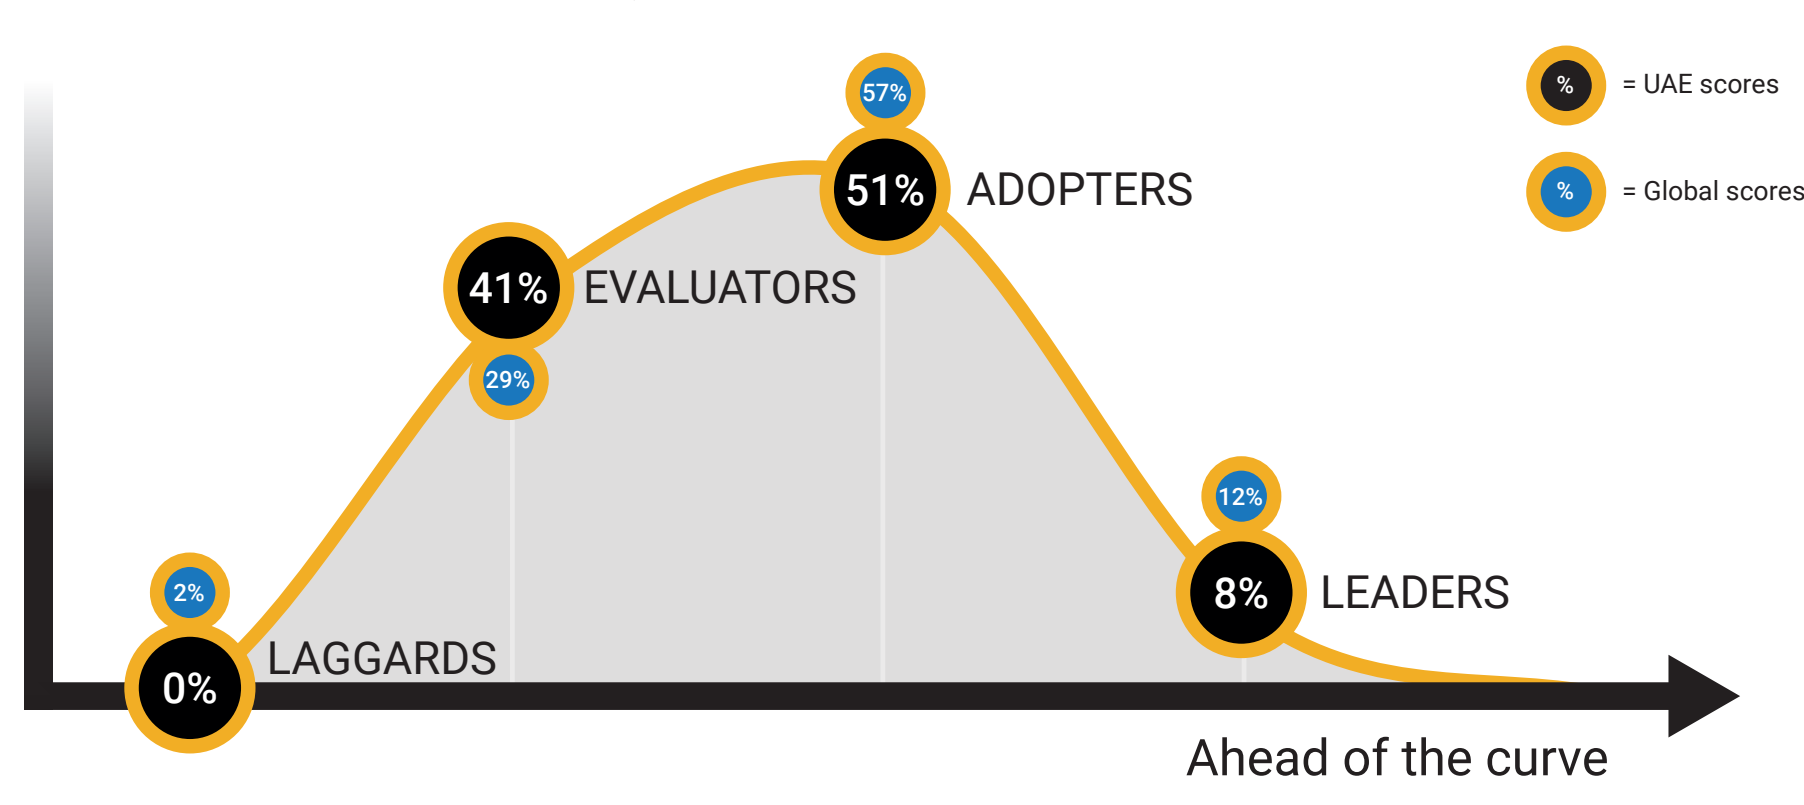 57%
% = UAE scores
51% ADOPTERS
% = Global scores
41% EVALUATORS
29%
12%
2%
8% LEADERS
LAGGARDS
0%
Ahead of the curve